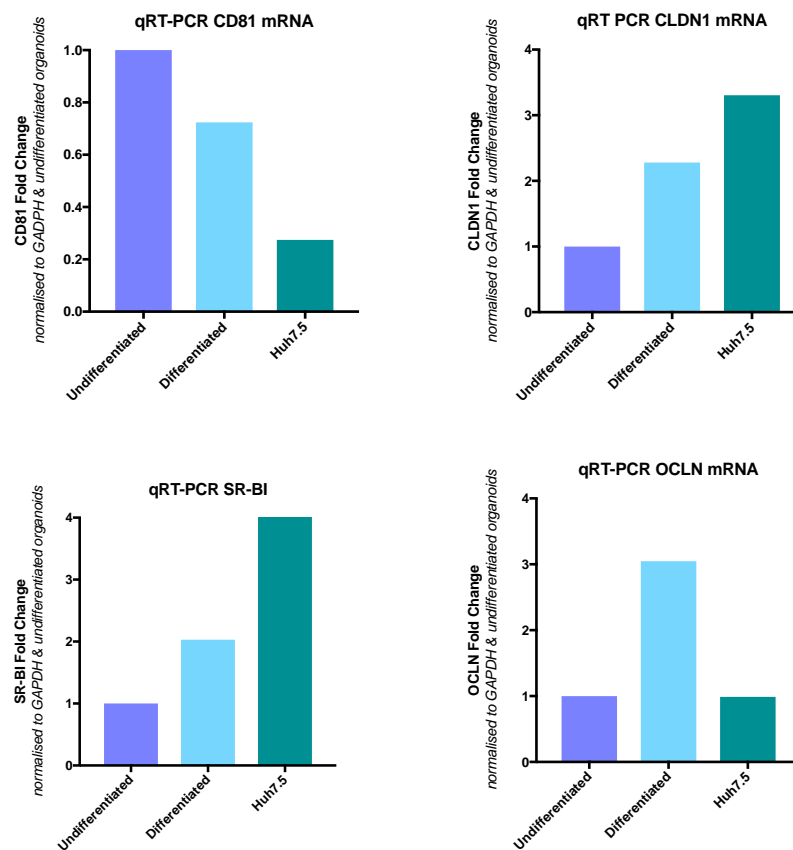 qRT-PCR CD81 mRNA
CD81 Fold Change
normalised to GADPH & undifferentiated organoids
1.0
0.8
0.6
0.4
0.2
0.0
Undifferentiated
Differentiated
Huh7.5
qRT PCR CLDN1 mRNA
CLDN1 Fold Change
normalised to GAPDH & undifferentiated organoids
4
3
2
1
0
Undifferentiated
Differentiated
Huh7.5
qRT-PCR SR-BI
SR-BI Fold Change
normalised to GAPDH & undifferentiated organoids
4
3
2
1
0
Undifferentiated
Differentiated
Huh7.5
qRT-PCR OCLN mRNA
OCLN Fold Change
normalised to GAPDH & undifferentiated organoids
4
3
2
1
0
Undifferentiated
Differentiated
Huh7.5